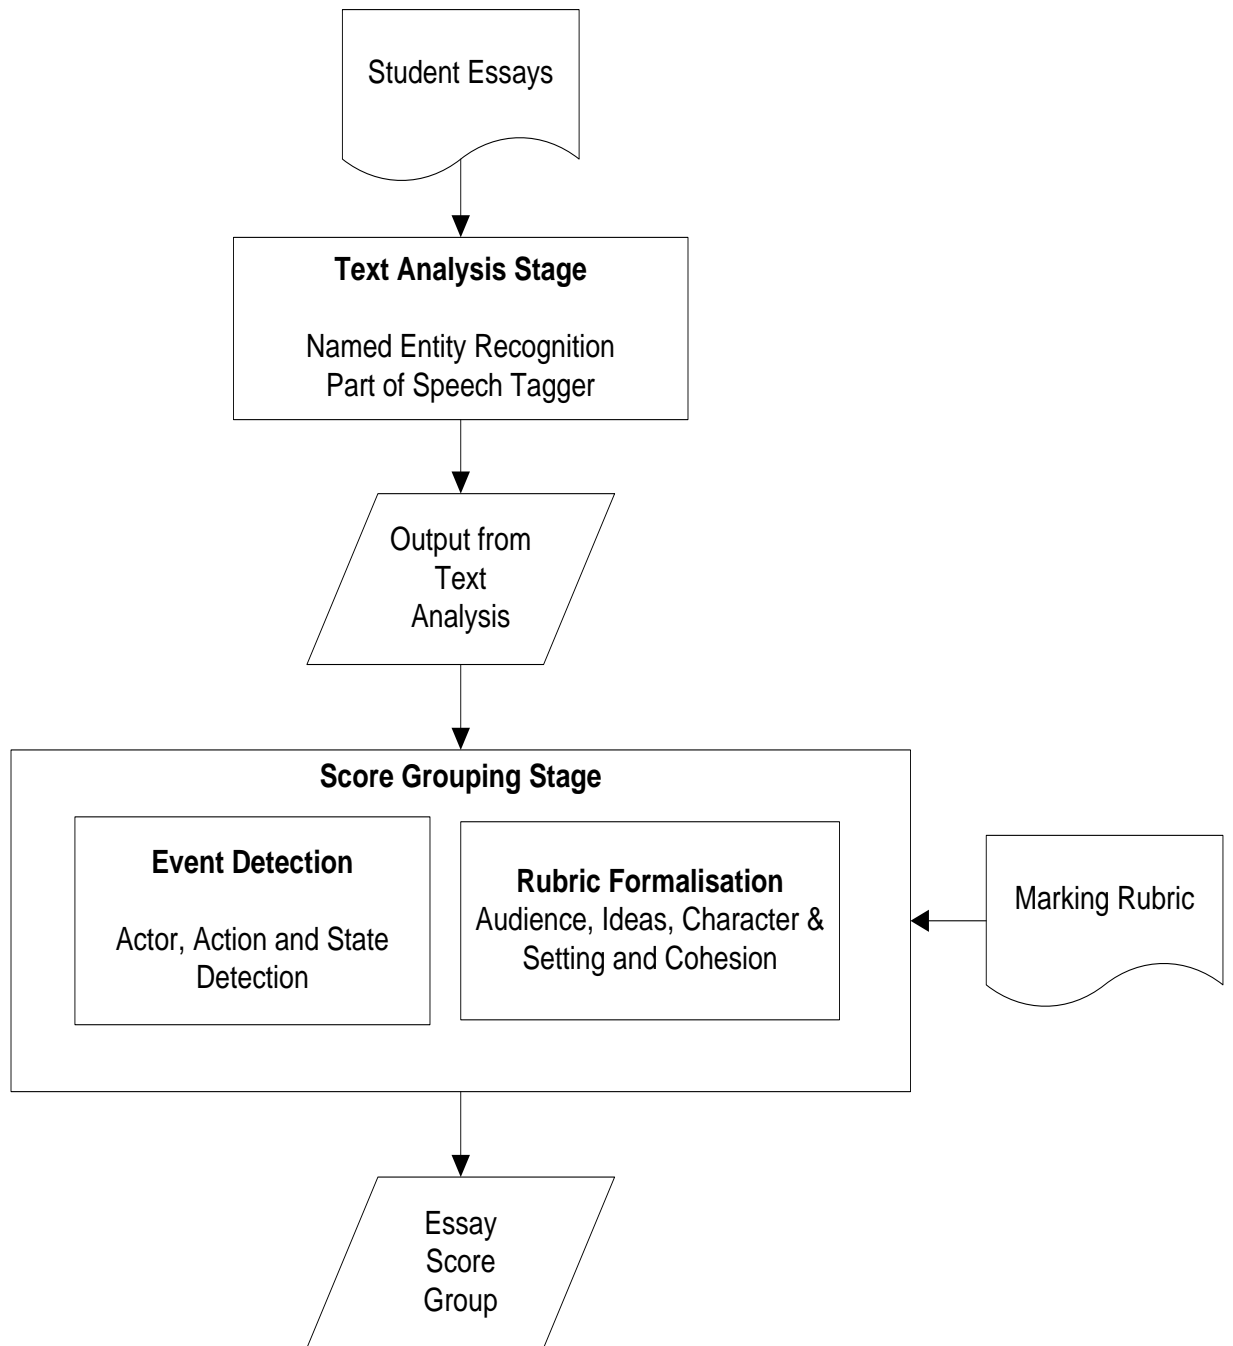 Student Essays
Text Analysis Stage
Named Entity Recognition
Part of Speech Tagger
Output from
Text
Analysis
Score Grouping Stage
Event Detection
Actor, Action and State
Detection
Rubric Formalisation
Audience, Ideas, Character &
Setting and Cohesion
Marking Rubric
Essay
Score
Group